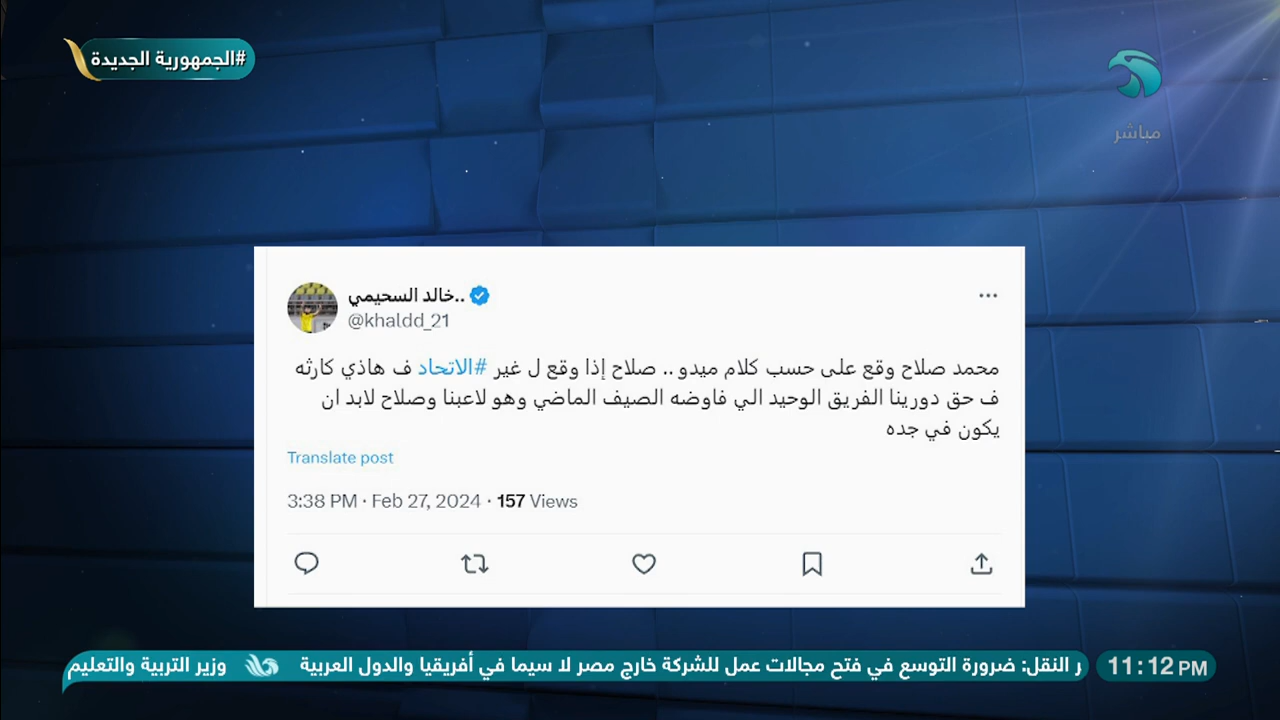 #الجمهورية الجديدة
مباشر
خالد السحيمي..
@khaldd_21
محمد صلاح وقع على حسب كلام ميدو .. صلاح إذا وقع ل غير #الاتحاد ف هاذي كارثه
ف حق دورينا الفريق الوحيد الي فاوضه الصيف الماضي وهو لاعبنا وصلاح لابد ان
يكون في جده
Translate post
3:38 PM · Feb 27, 2024 · 157 Views
ر النقل: ضرورة التوسع في فتح مجالات عمل للشركة خارج مصر لا سيما في أفريقيا والدول العربية وزير التربية والتعليم
11:12 PM